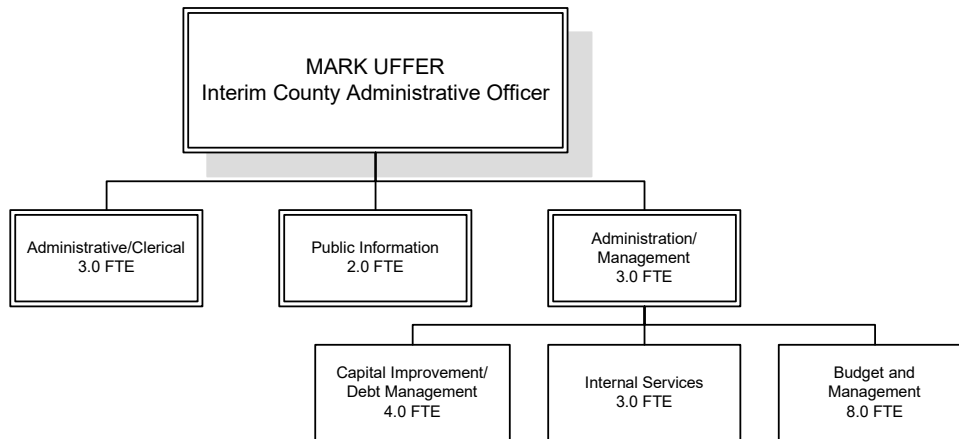 MARK UFFER
Interim County Administrative Officer
Administrative/Clerical
3.0 FTE
Public Information
2.0 FTE
Administration/
Management
3.0 FTE
Capital Improvement/
Debt Management
4.0 FTE
Internal Services
3.0 FTE
Budget and
Management
8.0 FTE